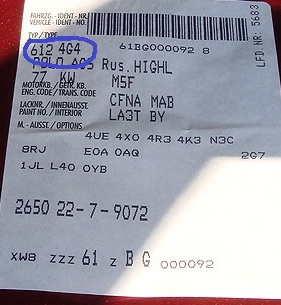 FAHRZG.-IDENT-NR.
VEHICLE-IDENT-NO.
TYP/TYPE
612 4G4
61BG000092 8
LFD NR. 5683
POLO A05 Rus. HIGHL
77 KW M5F
MOTORKB./GETR. KB
ENG. CODE/TRANS. CODE
CFNA MAB
LACKNR./INNENAUSST.
PAINT NO./INTERIOR
LA3T BY
M.-AUSST./OPTIONS
4UE 4X0 4R3 4K3 N3C
8RJ E0A 0AQ 2G7
1JL L40 0YB
2650 22-7-9072
XW8 ZZZ 61 Z B G 000092